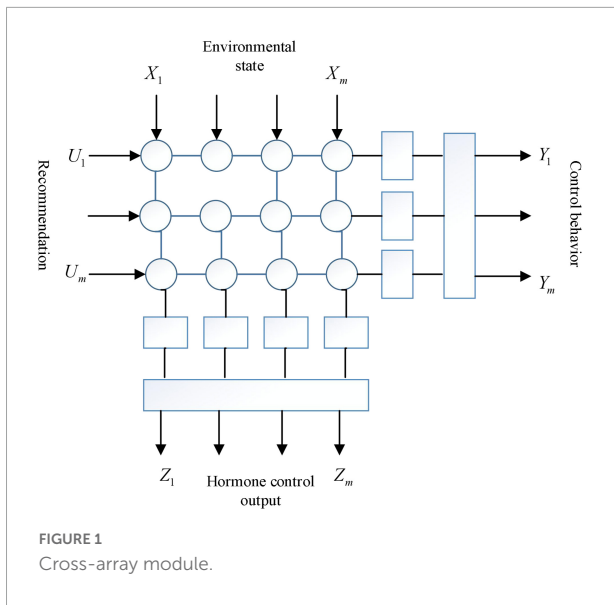 Environmental
state
X1
Xm
U1
Recommendation
Um
Y1
Control behavior
Ym
Z1
Hormone control
output
Zm
FIGURE 1
Cross-array module.